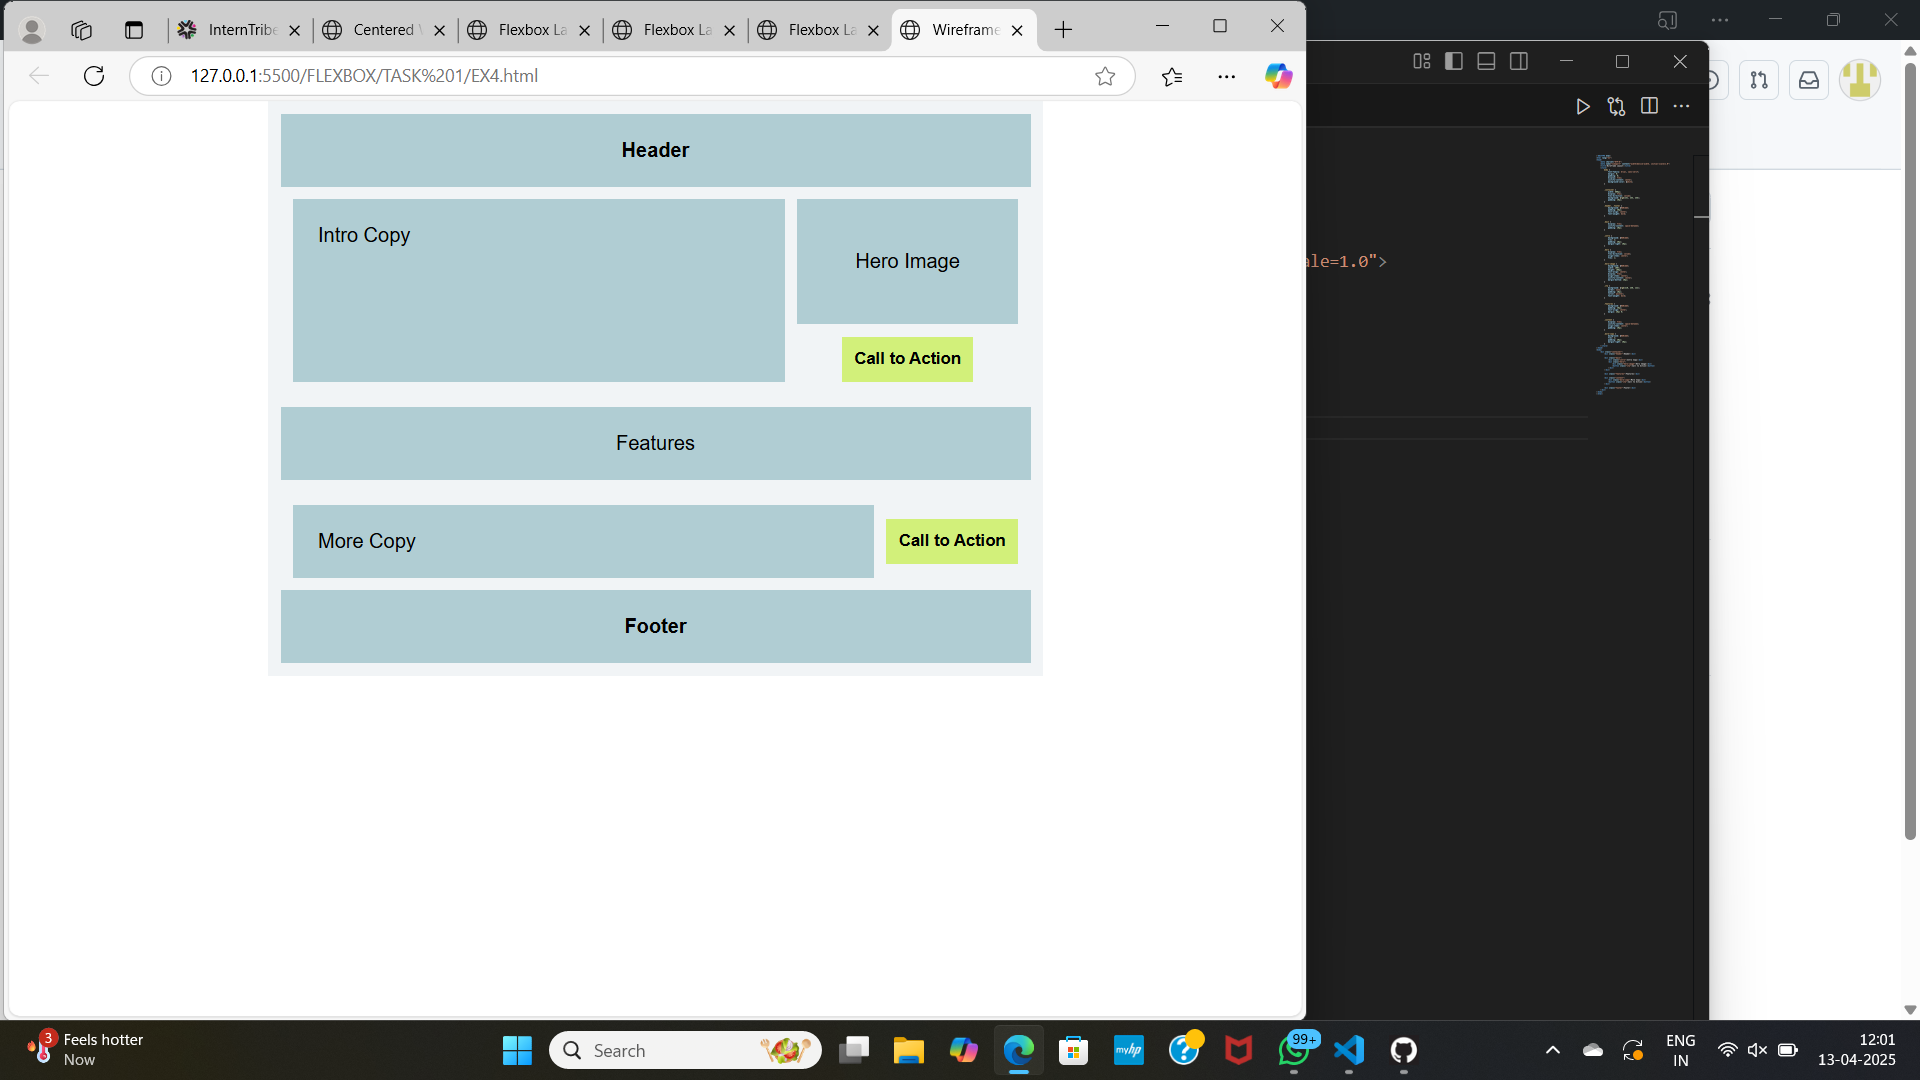 InternTribe
Centered
Flexbox La
Flexbox La
Flexbox La
Wireframe
127.0.0.1:5500/FLEXBOX/TASK%201/EX4.html
Header
Intro Copy
Hero Image
Call to Action
ale=1.0">
Features
More Copy
Call to Action
Footer
3
Feels hotter
Now
Search
myhp
99+
ENG
IN
12:01
13-04-2025